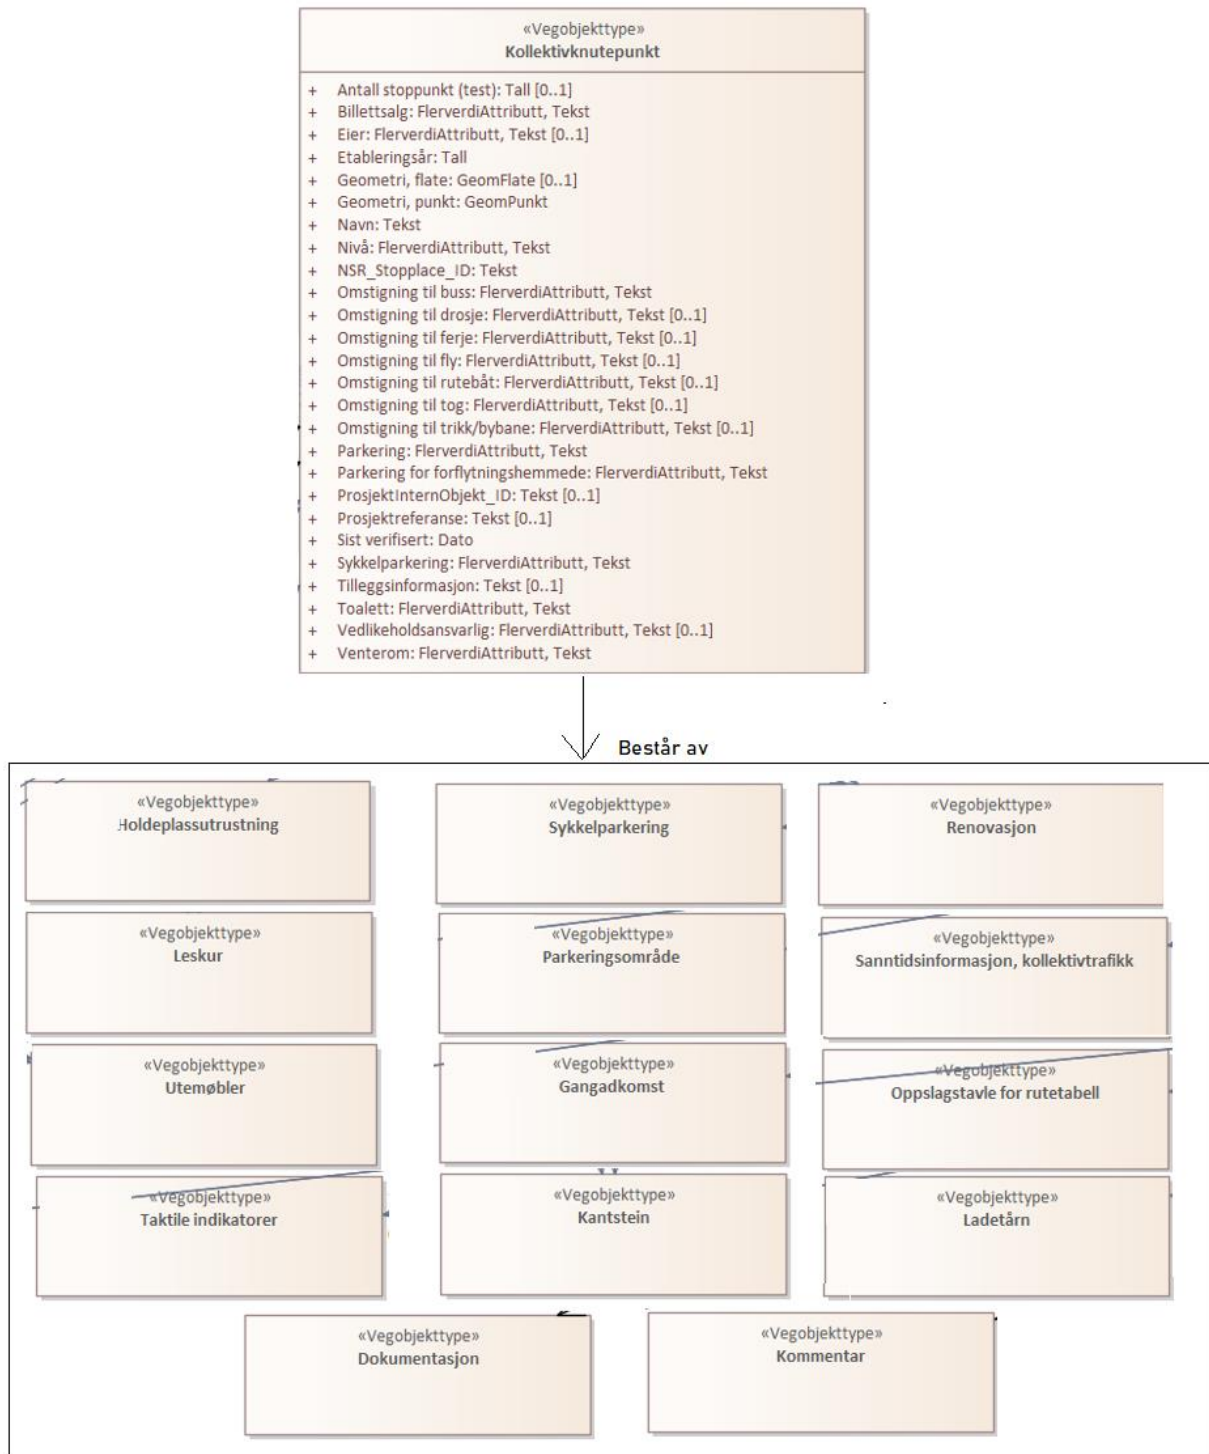 «Vegobjekttype»
Kollektivknutepunkt
+ Antall stoppunkt (test): Tall [0..1]
+ Billettsalg: FlerverdiAttributt, Tekst
+ Eier: FlerverdiAttributt, Tekst [0..1]
+ Etableringsår: Tall
+ Geometri, flate: GeomFlate [0..1]
+ Geometri, punkt: GeomPunkt
+ Navn: Tekst
+ Nivå: FlerverdiAttributt, Tekst
+ NSR_Stopplace_ID: Tekst
+ Omstigning til buss: FlerverdiAttributt, Tekst
+ Omstigning til drosje: FlerverdiAttributt, Tekst [0..1]
+ Omstigning til ferje: FlerverdiAttributt, Tekst [0..1]
+ Omstigning til fly: FlerverdiAttributt, Tekst [0..1]
+ Omstigning til rutebåt: FlerverdiAttributt, Tekst [0..1]
+ Omstigning til tog: FlerverdiAttributt, Tekst [0..1]
+ Omstigning til trikk/bybane: FlerverdiAttributt, Tekst [0..1]
+ Parkering: FlerverdiAttributt, Tekst
+ Parkering for forflytningshemmede: FlerverdiAttributt, Tekst
+ ProsjektInternObjekt_ID: Tekst [0..1]
+ Prosjektreferanse: Tekst [0..1]
+ Sist verifisert: Dato
+ Sykkelparkering: FlerverdiAttributt, Tekst
+ Tilleggsinformasjon: Tekst [0..1]
+ Toalett: FlerverdiAttributt, Tekst
+ Vedlikeholdsansvarlig: FlerverdiAttributt, Tekst [0..1]
+ Venterom: FlerverdiAttributt, Tekst
Består av
«Vegobjekttype»
Holdeplassutrustning
«Vegobjekttype»
Sykkelparkering
«Vegobjekttype»
Renovasjon
«Vegobjekttype»
Leskur
«Vegobjekttype»
Parkeringsområde
«Vegobjekttype»
Sanntidsinformasjon, kollektivtrafikk
«Vegobjekttype»
Utemøbler
«Vegobjekttype»
Gangadkomst
«Vegobjekttype»
Oppslagstavle for rutetabell
«Vegobjekttype»
Taktile indikatorer
«Vegobjekttype»
Kantstein
«Vegobjekttype»
Ladetårn
«Vegobjekttype»
Dokumentasjon
«Vegobjekttype»
Kommentar